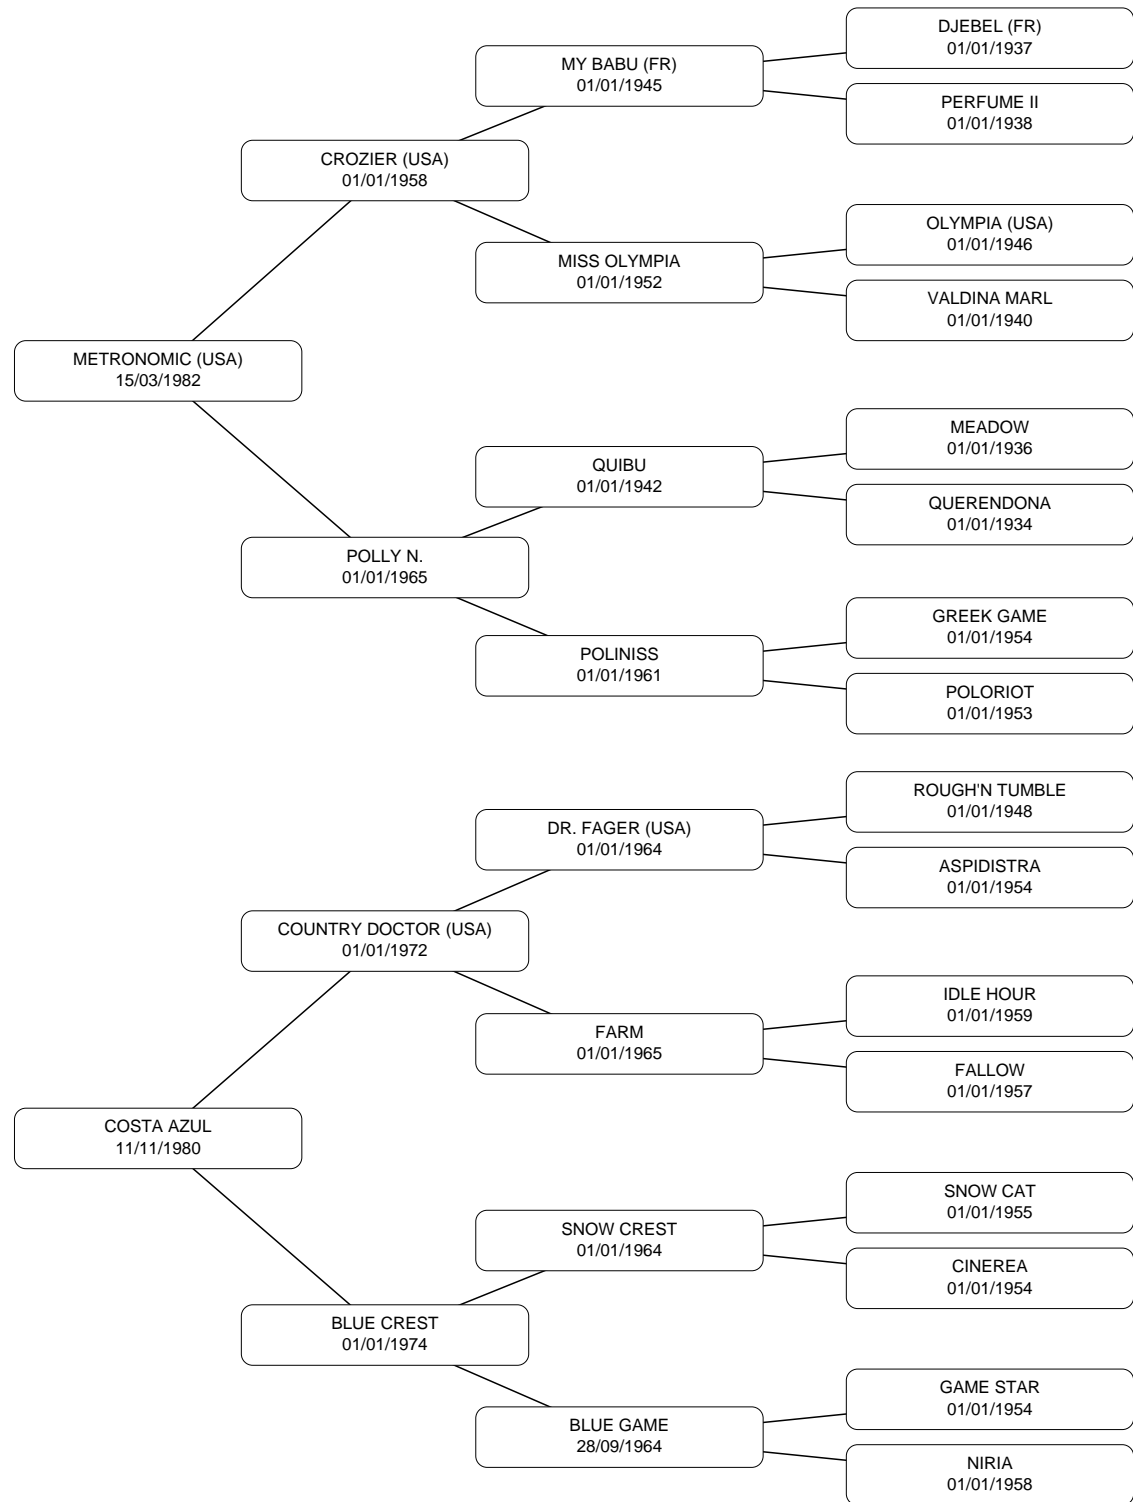 DJEBEL (FR)
01/01/1937
MY BABU (FR)
01/01/1945
PERFUME II
01/01/1938
CROZIER (USA)
01/01/1958
OLYMPIA (USA)
01/01/1946
MISS OLYMPIA
01/01/1952
VALDINA MARL
01/01/1940
METRONOMIC (USA)
15/03/1982
MEADOW
01/01/1936
QUIBU
01/01/1942
QUERENDONA
01/01/1934
POLLY N.
01/01/1965
GREEK GAME
01/01/1954
POLINISS
01/01/1961
POLORIOT
01/01/1953
ROUGH'N TUMBLE
01/01/1948
DR. FAGER (USA)
01/01/1964
ASPIDISTRA
01/01/1954
COUNTRY DOCTOR (USA)
01/01/1972
IDLE HOUR
01/01/1959
FARM
01/01/1965
FALLOW
01/01/1957
COSTA AZUL
11/11/1980
SNOW CAT
01/01/1955
SNOW CREST
01/01/1964
CINEREA
01/01/1954
BLUE CREST
01/01/1974
GAME STAR
01/01/1954
BLUE GAME
28/09/1964
NIRIA
01/01/1958